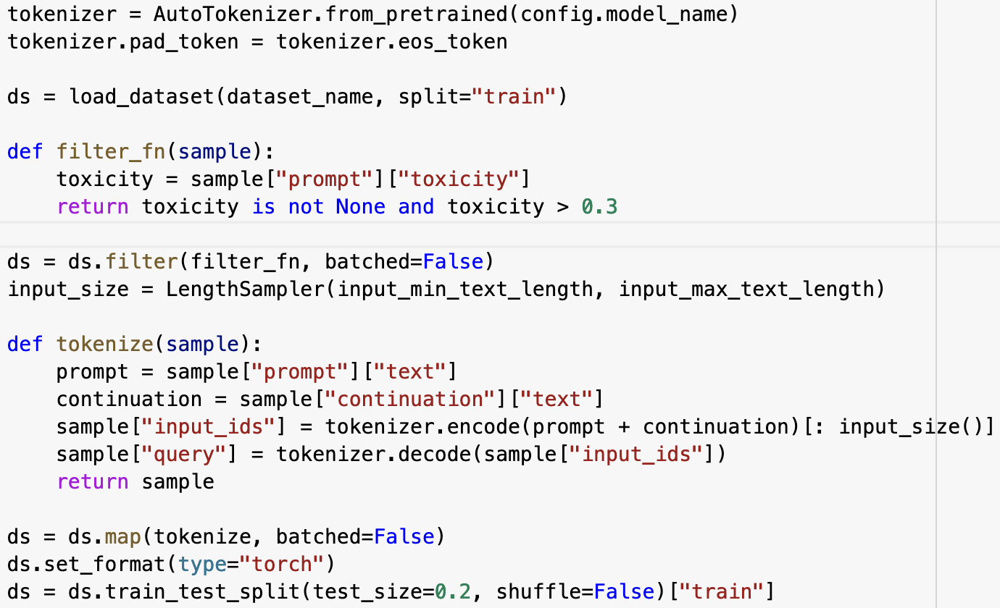 tokenizer = AutoTokenizer.from_pretrained(config.model_name)
tokenizer.pad_token = tokenizer.eos_token

ds = load_dataset(dataset_name, split="train")

def filter_fn(sample):
    toxicity = sample["prompt"]["toxicity"]
    return toxicity is not None and toxicity > 0.3

ds = ds.filter(filter_fn, batched=False)
input_size = LengthSampler(input_min_text_length, input_max_text_length)

def tokenize(sample):
    prompt = sample["prompt"]["text"]
    continuation = sample["continuation"]["text"]
    sample["input_ids"] = tokenizer.encode(prompt + continuation)[: input_size()]
    sample["query"] = tokenizer.decode(sample["input_ids"])
    return sample

ds = ds.map(tokenize, batched=False)
ds.set_format(type="torch")
ds = ds.train_test_split(test_size=0.2, shuffle=False)["train"]